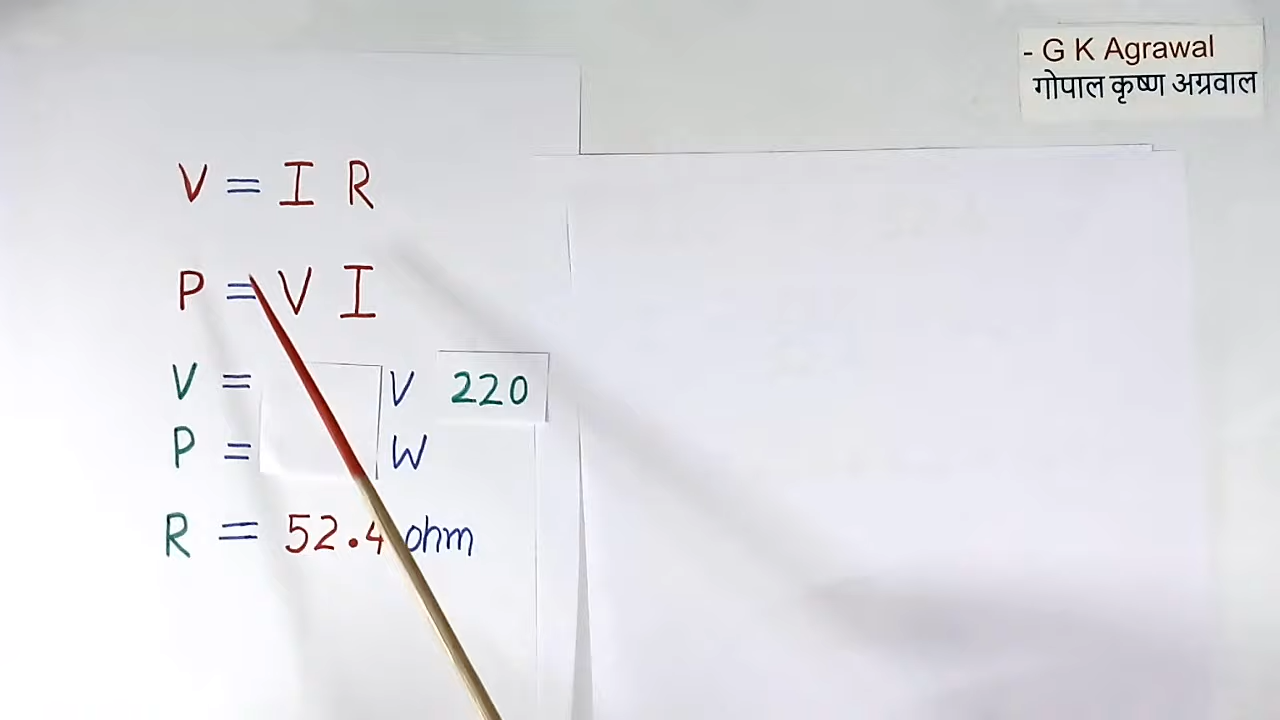 - G K Agrawal
गोपाल कृष्ण अग्रवाल
V = I R
P = V I
V = V 220
P = W
R = 52.4 ohm